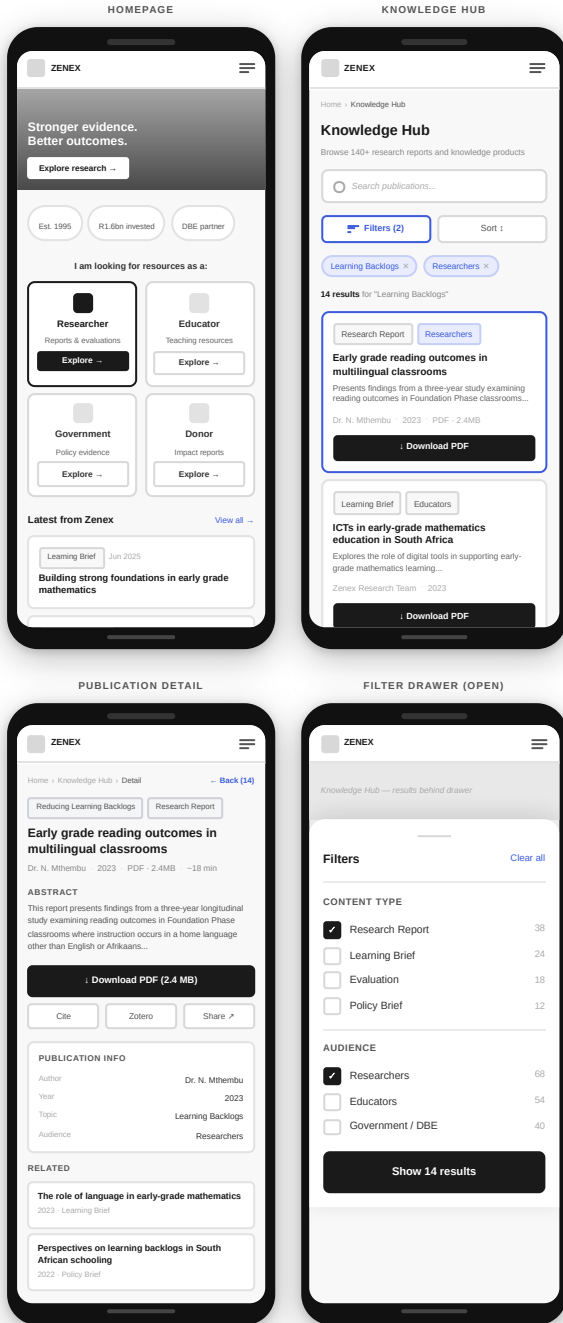 HOMEPAGE
ZENEX
Stronger evidence.
Better outcomes.
Explore research →
Est. 1995
R1.6bn invested
DBE partner
I am looking for resources as a:
Researcher
Reports & evaluations
Explore →
Educator
Teaching resources
Explore →
Government
Policy evidence
Explore →
Donor
Impact reports
Explore →
Latest from Zenex
View all →
Learning Brief
Jun 2025
Building strong foundations in early grade
mathematics
KNOWLEDGE HUB
ZENEX
Home › Knowledge Hub
Knowledge Hub
Browse 140+ research reports and knowledge products
Search publications...
Filters (2)
Sort ↕
Learning Backlogs ×
Researchers ×
14 results for "Learning Backlogs"
Research Report
Researchers
Early grade reading outcomes in
multilingual classrooms
Presents findings from a three-year study examining
reading outcomes in Foundation Phase classrooms...
Dr. N. Mthembu · 2023 · PDF · 2.4MB
↓ Download PDF
Learning Brief
Educators
ICTs in early-grade mathematics
education in South Africa
Explores the role of digital tools in supporting early-
grade mathematics learning...
Zenex Research Team · 2023
↓ Download PDF
PUBLICATION DETAIL
ZENEX
Home › Knowledge Hub › Detail
← Back (14)
Reducing Learning Backlogs
Research Report
Early grade reading outcomes in
multilingual classrooms
Dr. N. Mthembu · 2023 · PDF · 2.4MB · ~18 min
ABSTRACT
This report presents findings from a three-year longitudinal
study examining reading outcomes in Foundation Phase
classrooms where instruction occurs in a home language
other than English or Afrikaans...
↓ Download PDF (2.4 MB)
Cite
Zotero
Share ↗
PUBLICATION INFO
Author Dr. N. Mthembu
Year 2023
Topic Learning Backlogs
Audience Researchers
RELATED
The role of language in early-grade mathematics
2023 · Learning Brief
Perspectives on learning backlogs in South
African schooling
2022 · Policy Brief
FILTER DRAWER (OPEN)
ZENEX
Knowledge Hub — results behind drawer
Filters
Clear all
CONTENT TYPE
✓ Research Report 38
Learning Brief 24
Evaluation 18
Policy Brief 12
AUDIENCE
✓ Researchers 68
Educators 54
Government / DBE 40
Show 14 results